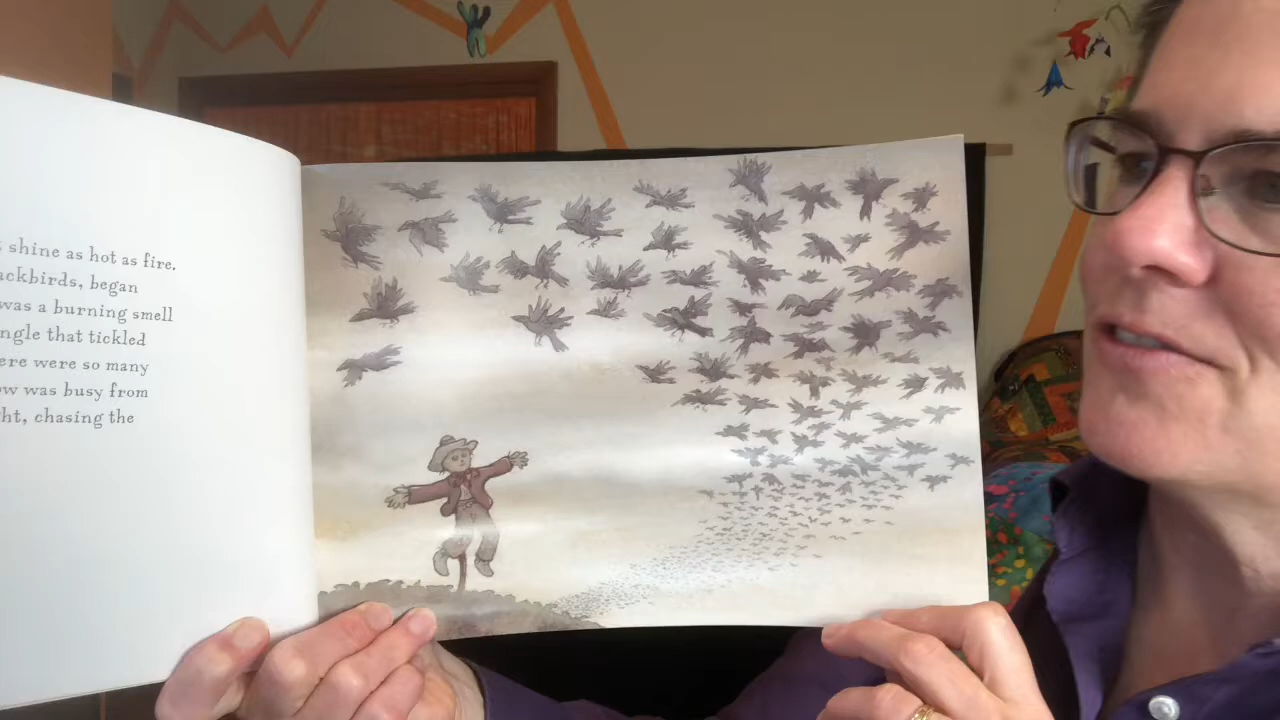 shine as hot as fire.
ackbirds, began
was a burning smell
ngle that tickled
ere were so many
ow was busy from
ht, chasing the